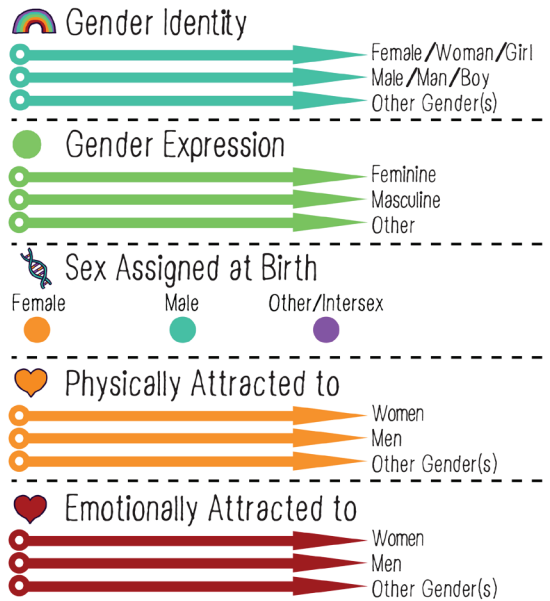 Gender Identity
Female/Woman/Girl
Male/Man/Boy
Other Gender(s)
Gender Expression
Feminine
Masculine
Other
Sex Assigned at Birth
Female Male Other/Intersex
Physically Attracted to
Women
Men
Other Gender(s)
Emotionally Attracted to
Women
Men
Other Gender(s)